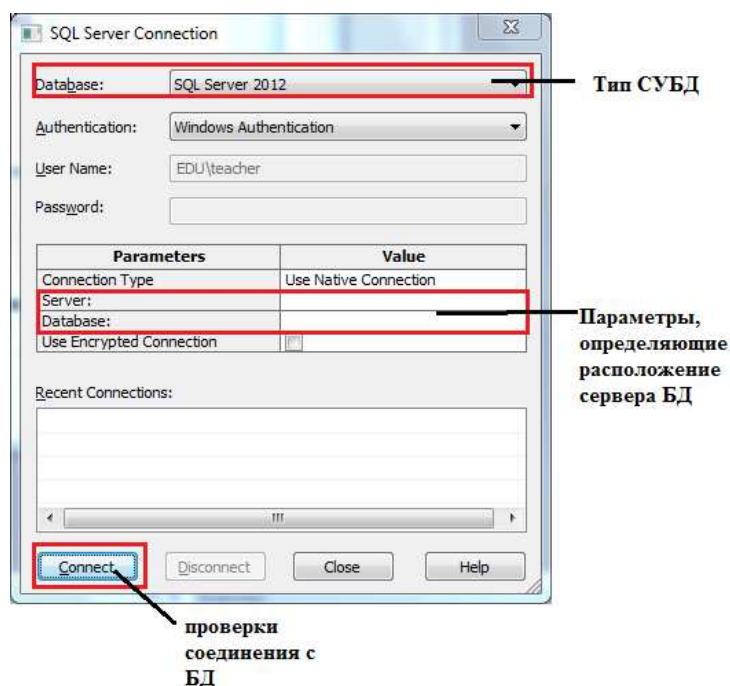 SQL Server Connection
Database: SQL Server 2012
Тип СУБД
Authentication: Windows Authentication
User Name: EDU\teacher
Password:
Parameters Value
Connection Type Use Native Connection
Server:
Database:
Use Encrypted Connection
Параметры,
определяющие
расположение
сервера БД
Recent Connections:
Connect Disconnect Close Help
проверки
соединения с
БД